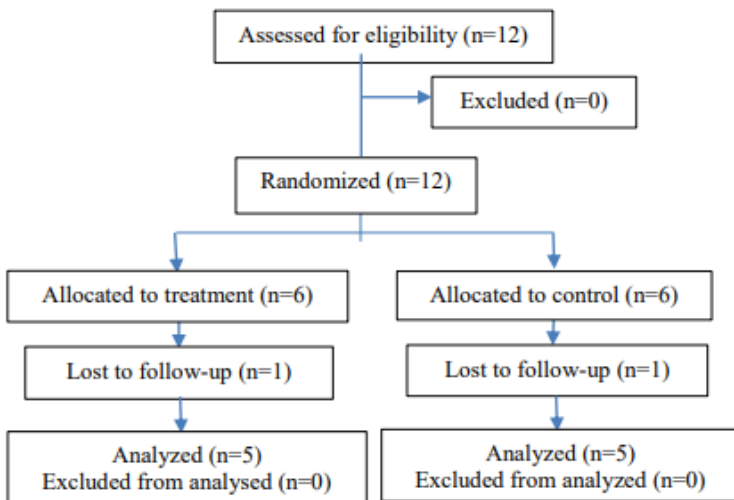 Assessed for eligibility (n=12)
Excluded (n=0)
Randomized (n=12)
Allocated to treatment (n=6)
Allocated to control (n=6)
Lost to follow-up (n=1)
Lost to follow-up (n=1)
Analyzed (n=5)
Excluded from analysed (n=0)
Analyzed (n=5)
Excluded from analyzed (n=0)